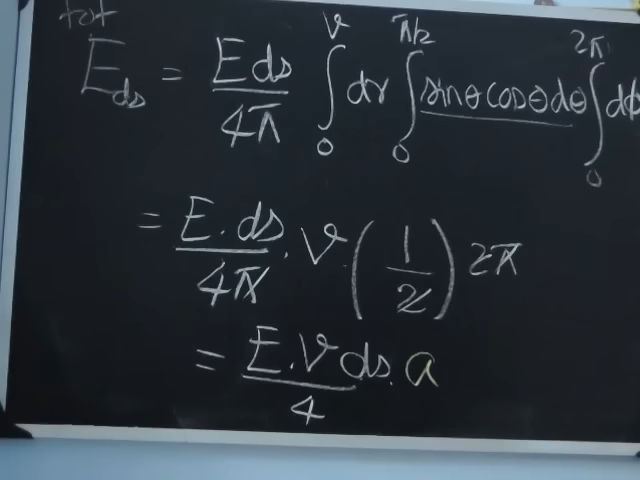 tot
E_ds = Eds/4π ∫₀^v dr ∫₀^π/2 sinθ cosθ dθ ∫₀^2π dϕ
= E.ds/4π . v (1/2) 2π
= E.v ds. a/4